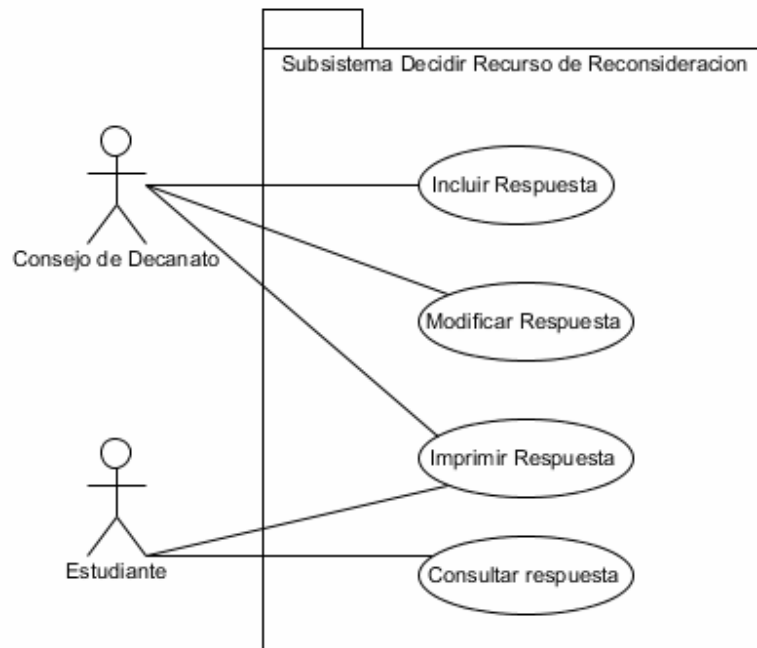 Subsistema Decidir Recurso de Reconsideracion
Incluir Respuesta
Consejo de Decanato
Modificar Respuesta
Imprimir Respuesta
Estudiante
Consultar respuesta